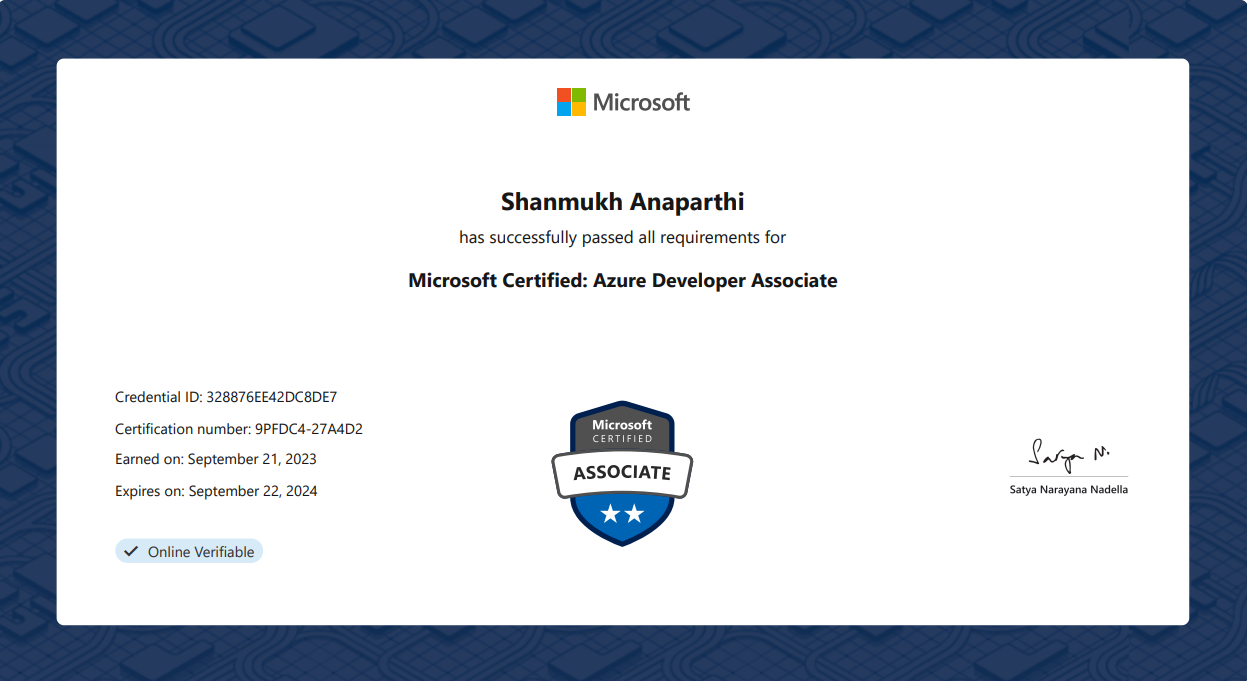 Microsoft
Shanmukh Anaparthi
has successfully passed all requirements for
Microsoft Certified: Azure Developer Associate
Credential ID: 328876EE42DC8DE7
Certification number: 9PFDC4-27A4D2
Earned on: September 21, 2023
Expires on: September 22, 2024
Online Verifiable
Microsoft
CERTIFIED
ASSOCIATE
Satya N.
Satya Narayana Nadella